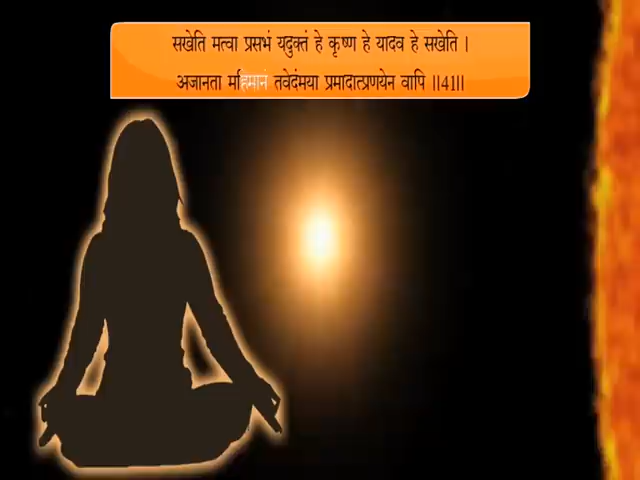 सखेति मत्वा प्रसभं यदुक्तं हे कृष्ण हे यादव हे सखेति ।
अजानता महिमानं तवेदंमया प्रमादात्प्रणयेन वापि ॥41॥